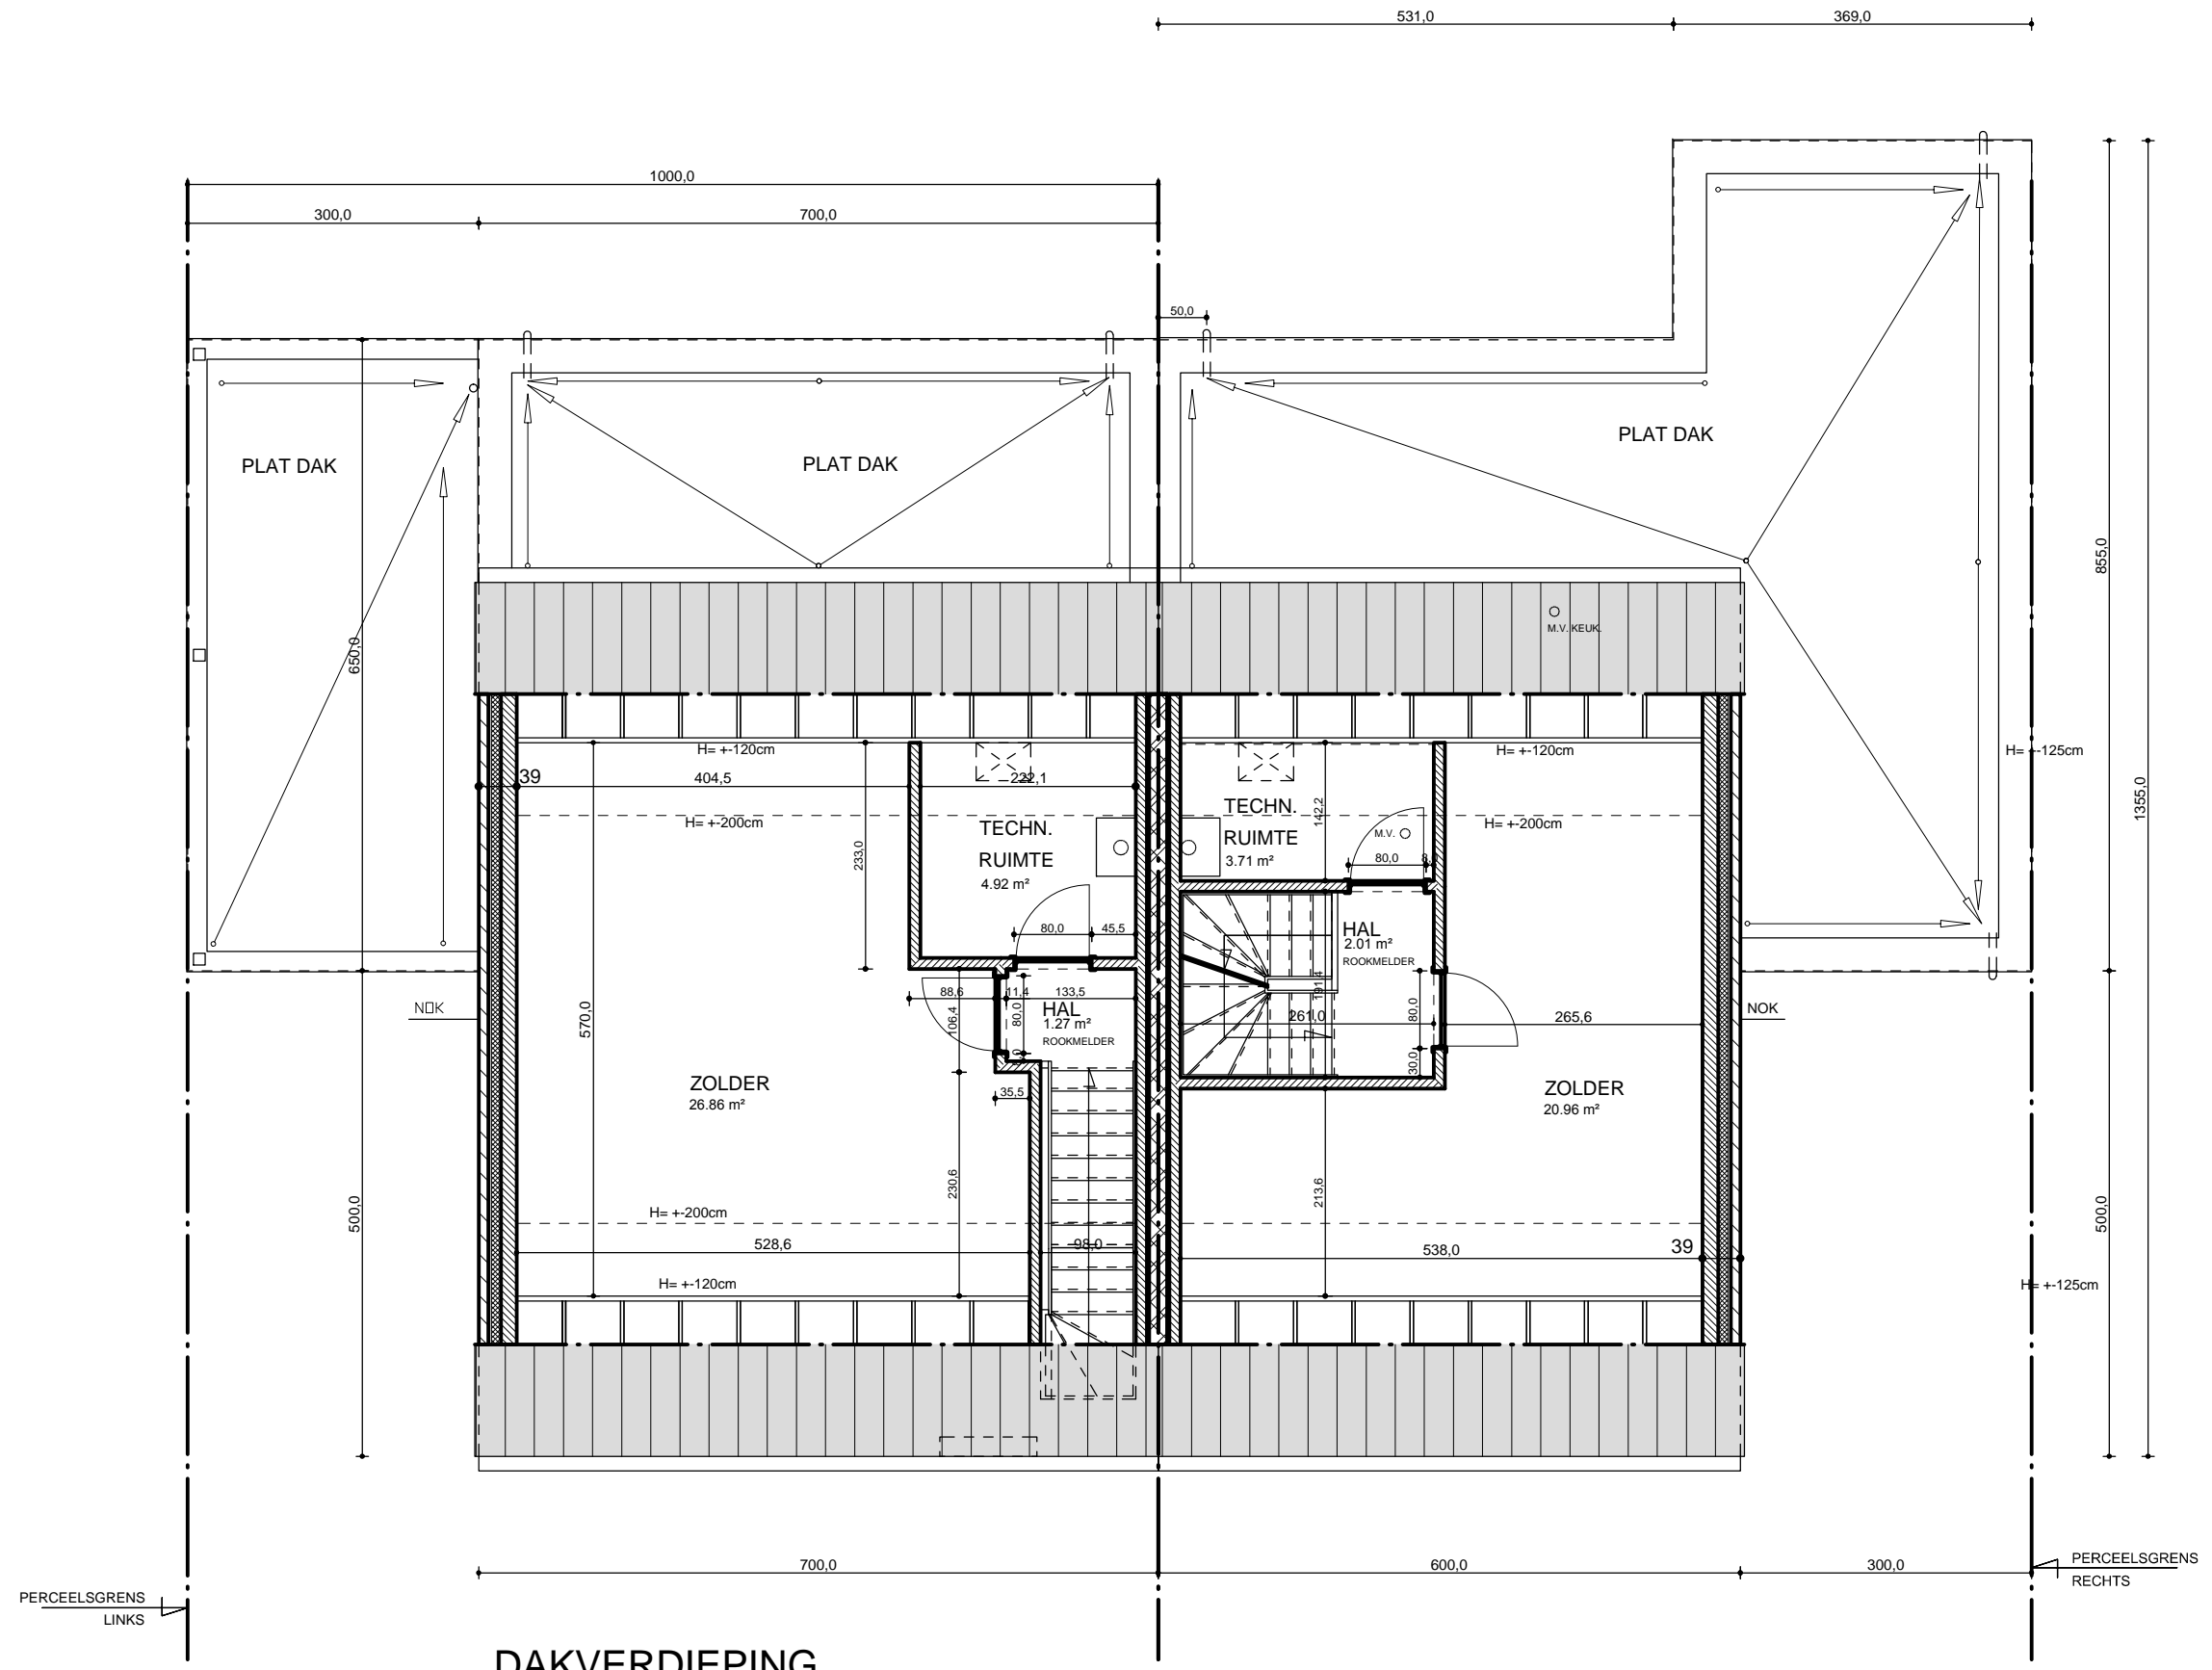 531,0
369,0
1000,0
300,0
700,0
50,0
PLAT DAK
PLAT DAK
PLAT DAK
855,0
650,0
M.V. KEUK.
H= +-120cm
H= +-120cm
H= +-125cm
39
404,5
222,1
1355,0
H= +-200cm
H= +-200cm
TECHN.
RUIMTE
4.92 m²
TECHN.
RUIMTE
3.71 m²
142,2
M.V.
80,0
233,0
80,0
45,5
HAL
2.01 m²
ROOKMELDER
88,6
11,4
133,5
NOK
NOK
570,0
106,4
80,0
HAL
1.27 m²
ROOKMELDER
191,4
261,0
80,0
265,6
30,0
ZOLDER
26.86 m²
ZOLDER
20.96 m²
35,5
230,6
213,6
500,0
500,0
H= +-200cm
528,6
98,0
538,0
39
H= +-120cm
H= +-125cm
700,0
600,0
300,0
PERCEELSGRENS
RECHTS
PERCEELSGRENS
LINKS
DAKVERDIEPING